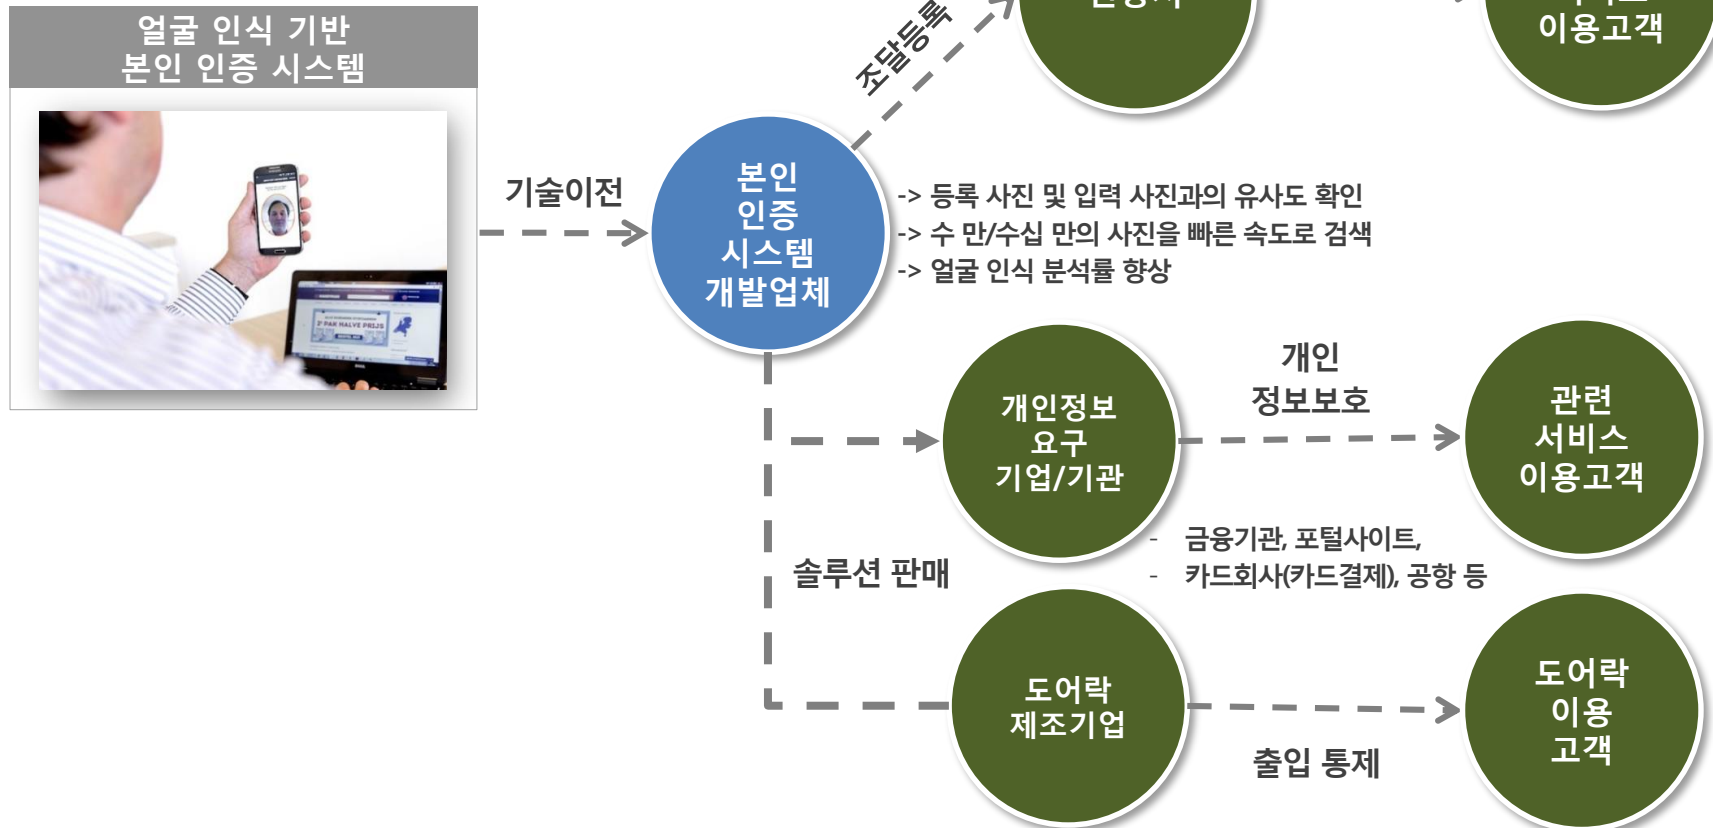 얼굴 인식 기반
본인 인증 시스템
이용고객
조달등록
기술이전
본인
인증
시스템
개발업체
-> 등록 사진 및 입력 사진과의 유사도 확인
-> 수 만/수십 만의 사진을 빠른 속도로 검색
-> 얼굴 인식 분석률 향상
2e PAK HALVE PRIJS
개인정보
요구
기업/기관
개인
정보보호
관련
서비스
이용고객
- 금융기관, 포털사이트,
- 카드회사(카드결제), 공항 등
솔루션 판매
도어락
제조기업
출입 통제
도어락
이용
고객